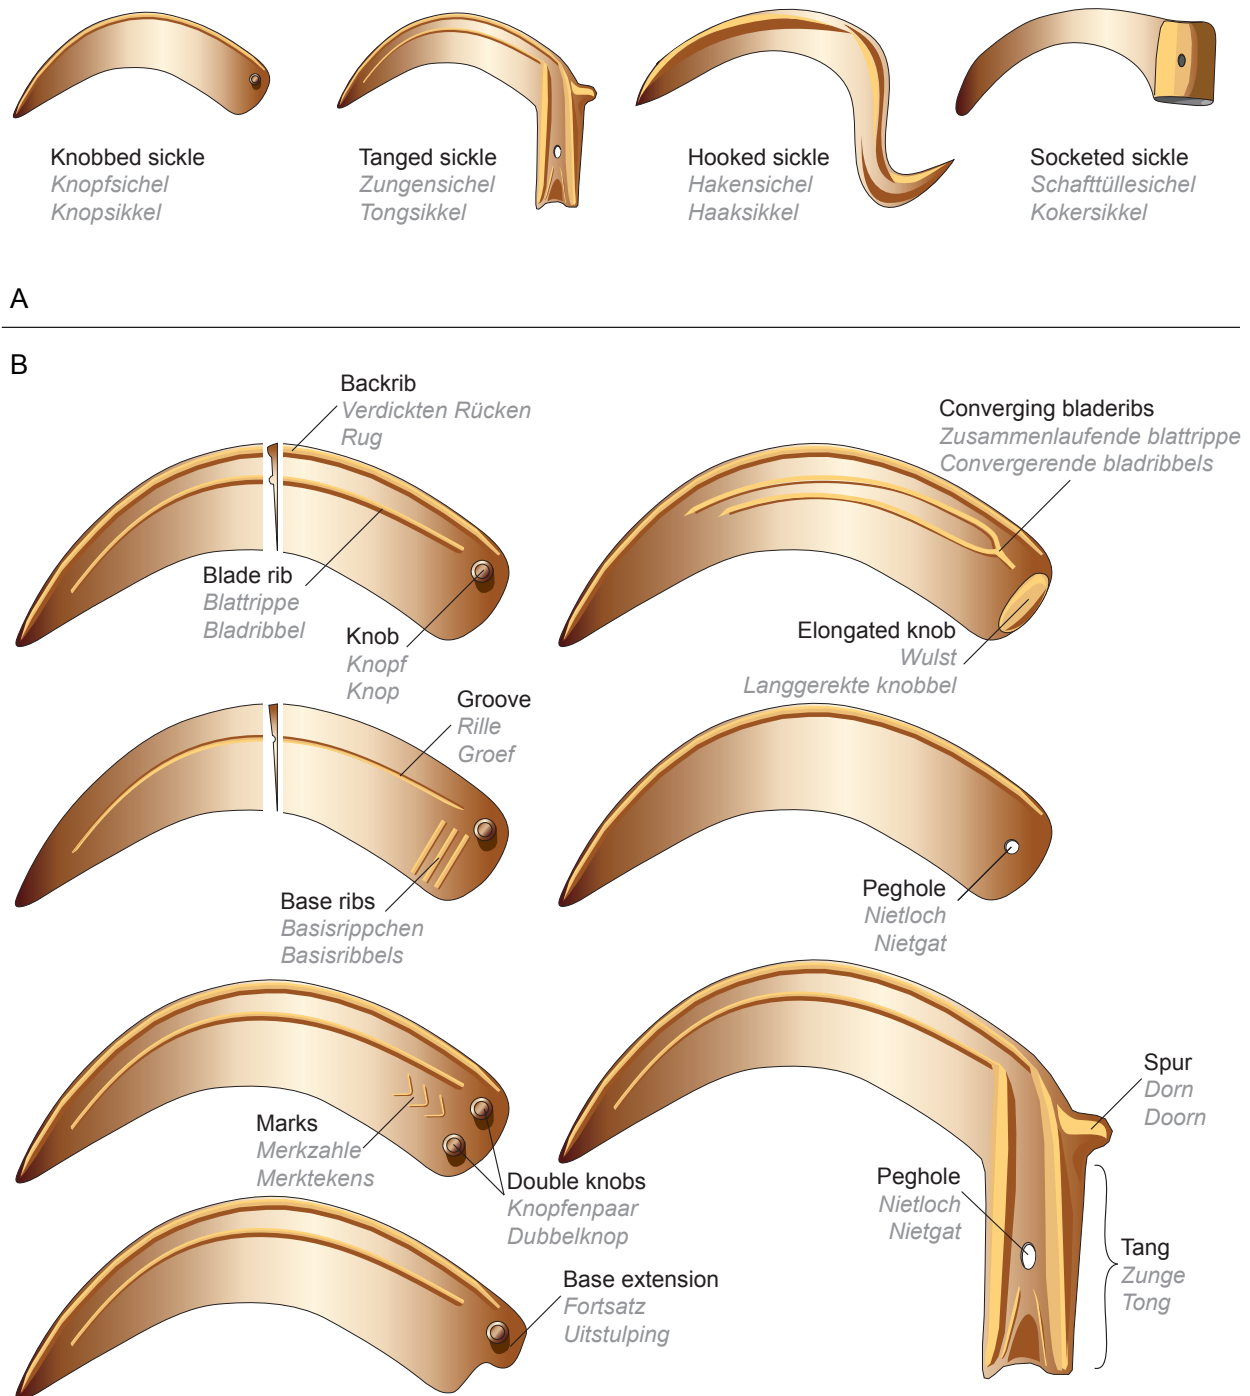 Knobbed sickle
Knopfsichel
Knopsikkel
Tanged sickle
Zungensichel
Tongsikkel
Hooked sickle
Hakensichel
Haaksikkel
Socketed sickle
Schafttüllesichel
Kokersikkel
A
B
Backrib
Verdickten Rücken
Rug
Converging bladeribs
Zusammenlaufende blattrippe
Convergerende bladribbels
Blade rib
Blattrippe
Bladribbel
Knob
Knopf
Knop
Elongated knob
Wulst
Langgerekte knobbel
Groove
Rille
Groef
Base ribs
Basisrippchen
Basisribbels
Peghole
Nietloch
Nietgat
Marks
Merkzahle
Merktekens
Double knobs
Knopfenpaar
Dubbelknop
Spur
Dorn
Doorn
Peghole
Nietloch
Nietgat
Tang
Zunge
Tong
Base extension
Fortsatz
Uitstulping